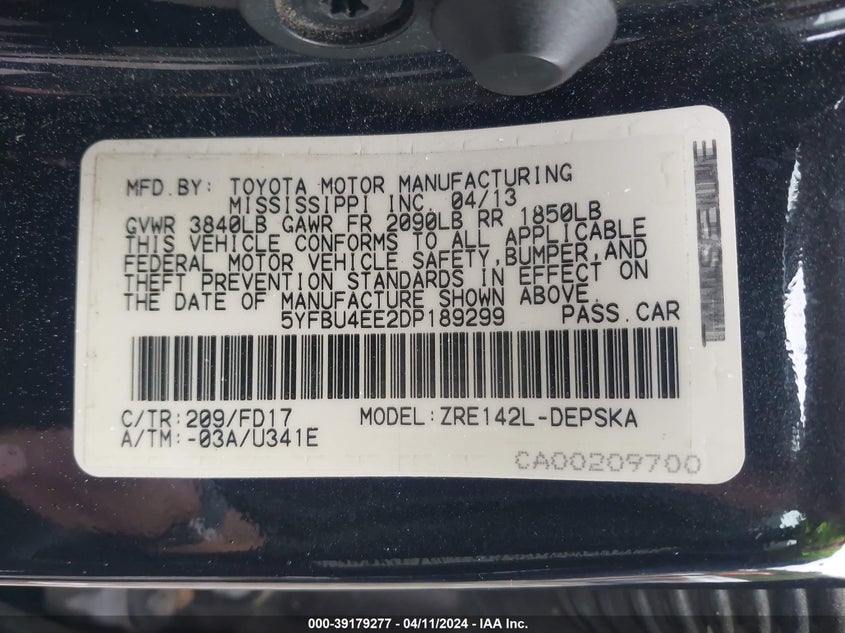 MFD.BY: TOYOTA MOTOR MANUFACTURING
MISSISSIPPI INC. 04/13
GVWR 3840LB GAWR FR 2090LB RR 1850LB
THIS VEHICLE CONFORMS TO ALL APPLICABLE
FEDERAL MOTOR VEHICLE SAFETY,BUMPER,AND
THEFT PREVENTION STANDARDS IN EFFECT ON
THE DATE OF MANUFACTURE SHOWN ABOVE.
5YFBU4EE2DP189299 PASS.CAR
C/TR:209/FD17 MODEL:ZRE142L-DEPSKA
A/TM:-03A/U341E
CA00209700
000-39179277 - 04/11/2024 - IAA Inc.